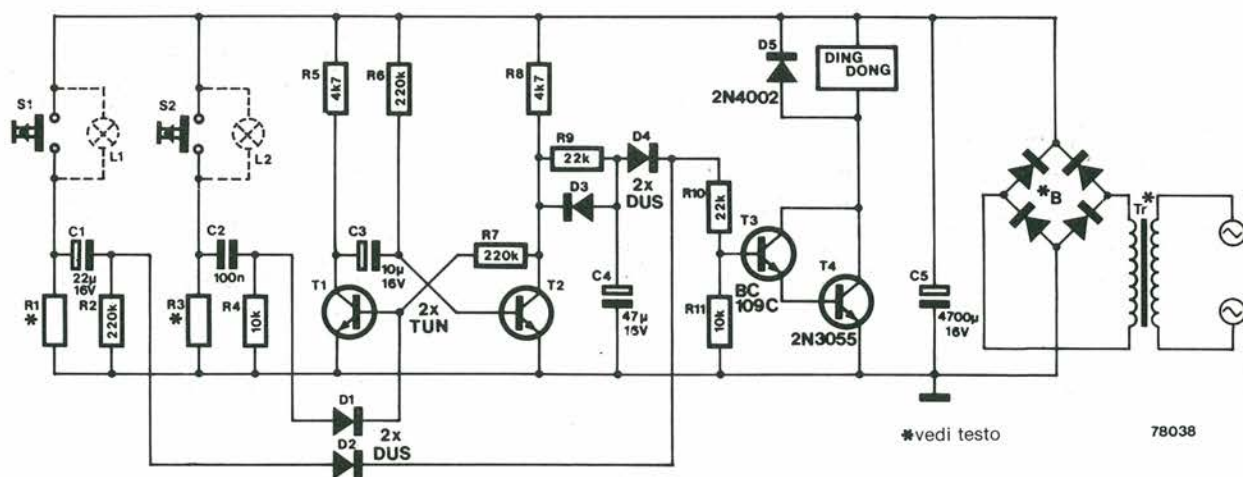 S1
L1
S2
L2
R5
4k7
R6
220k
R8
4k7
R9
22k
D4
2x
DUS
D3
D5
2N4002
DING
DONG
C1
22µ
16V
R1
*
R2
220k
C2
100n
R3
*
R4
10k
T1
C3
10µ
16V
2x
TUN
R7
220k
T2
C4
47µ
16V
R10
22k
R11
10k
T3
BC
109C
T4
2N3055
C5
4700µ
16V
*B
Tr*
D1
2x
DUS
D2
*vedi testo
78038